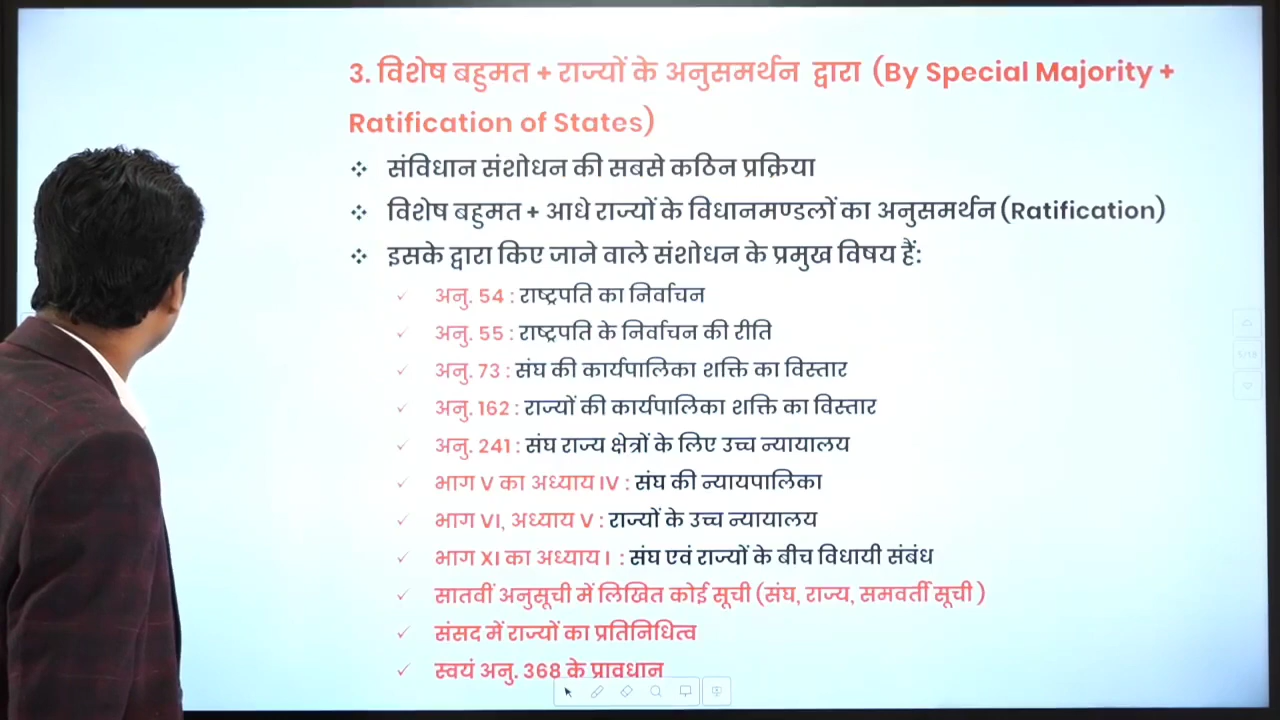 3. विशेष बहुमत + राज्यों के अनुसमर्थन द्वारा (By Special Majority +
Ratification of States)
❖ संविधान संशोधन की सबसे कठिन प्रक्रिया
❖ विशेष बहुमत + आधे राज्यों के विधानमण्डलों का अनुसमर्थन (Ratification)
❖ इसके द्वारा किए जाने वाले संशोधन के प्रमुख विषय हैं:
✓ अनु. 54 : राष्ट्रपति का निर्वाचन
✓ अनु. 55 : राष्ट्रपति के निर्वाचन की रीति
✓ अनु. 73 : संघ की कार्यपालिका शक्ति का विस्तार
✓ अनु. 162 : राज्यों की कार्यपालिका शक्ति का विस्तार
✓ अनु. 241 : संघ राज्य क्षेत्रों के लिए उच्च न्यायालय
✓ भाग V का अध्याय IV : संघ की न्यायपालिका
✓ भाग VI, अध्याय V : राज्यों के उच्च न्यायालय
✓ भाग XI का अध्याय I : संघ एवं राज्यों के बीच विधायी संबंध
✓ सातवीं अनुसूची में लिखित कोई सूची (संघ, राज्य, समवर्ती सूची )
✓ संसद में राज्यों का प्रतिनिधित्व
✓ स्वयं अनु. 368 के प्रावधान